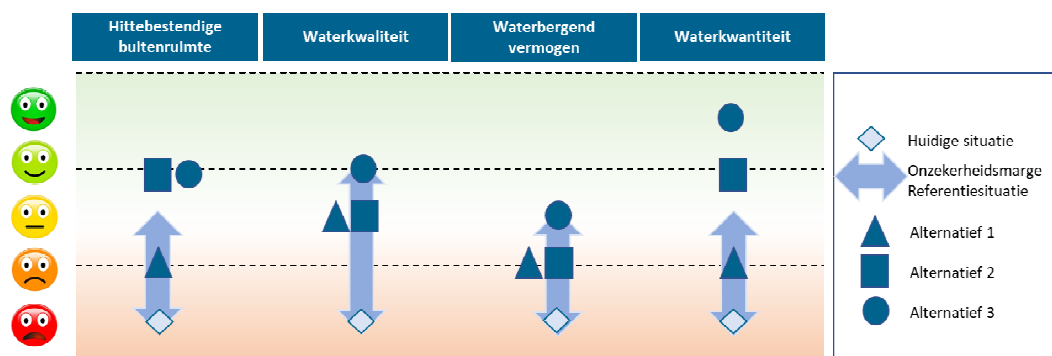 Hittebestendige
buitenruimte
Waterkwaliteit
Waterbergend
vermogen
Waterkwantiteit
Huidige situatie
Onzekerheidsmarge
Referentiesituatie
Alternatief 1
Alternatief 2
Alternatief 3